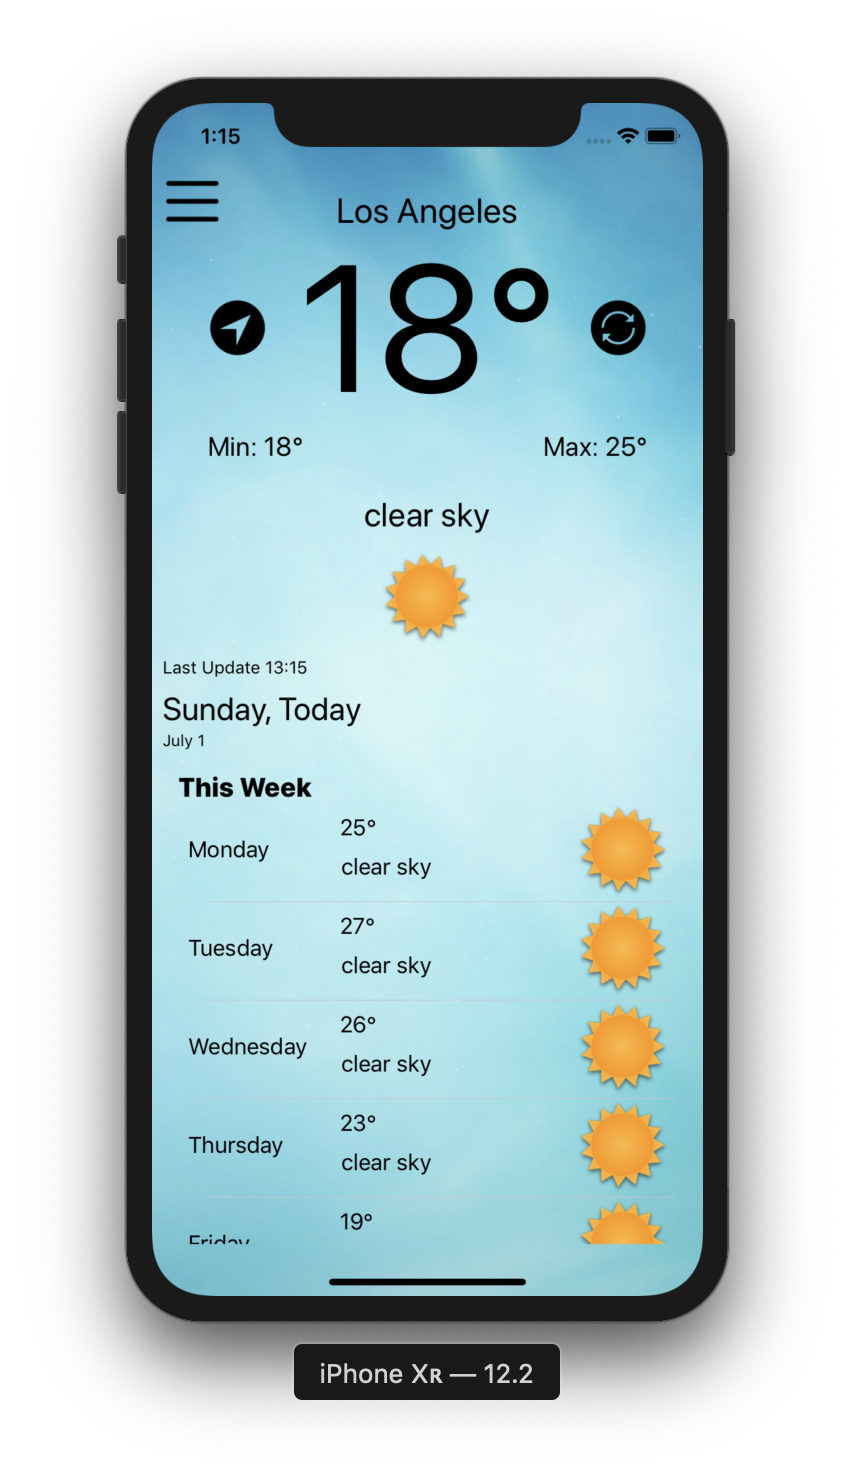 1:15
Los Angeles
18°
Min: 18°
Max: 25°
clear sky
Last Update 13:15
Sunday, Today
July 1
This Week
25°
Monday
clear sky
27°
Tuesday
clear sky
26°
Wednesday
clear sky
23°
Thursday
clear sky
19°
Friday
iPhone Xʀ — 12.2